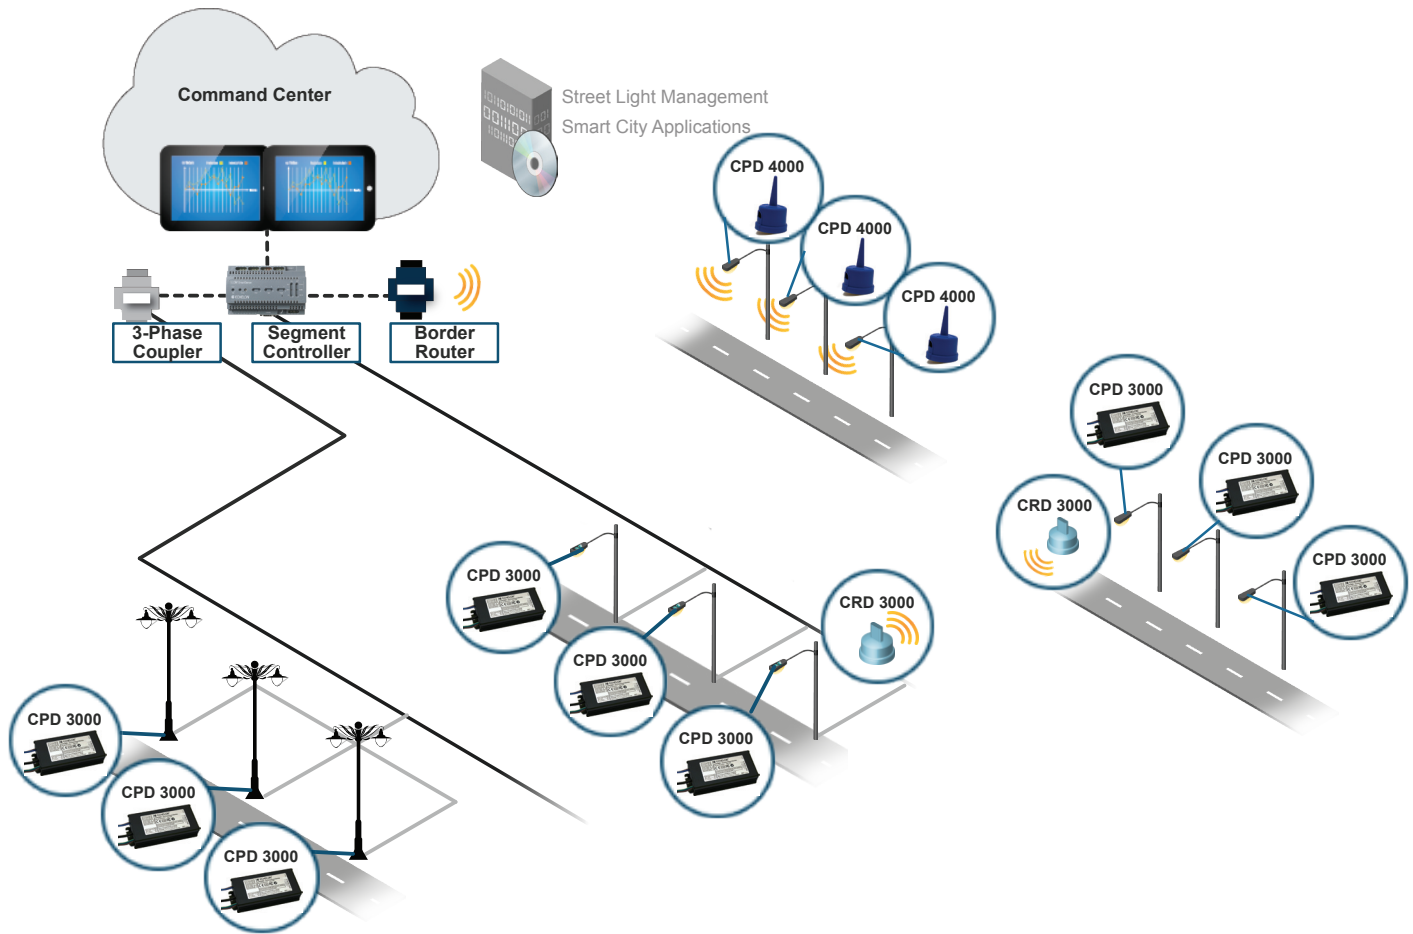 Command Center
Street Light Management
Smart City Applications
3-Phase
Coupler
Segment
Controller
Border
Router
CPD 4000
CPD 4000
CPD 4000
CPD 3000
CPD 3000
CRD 3000
CPD 3000
CPD 3000
CPD 3000
CRD 3000
CPD 3000
CPD 3000
CPD 3000
CPD 3000